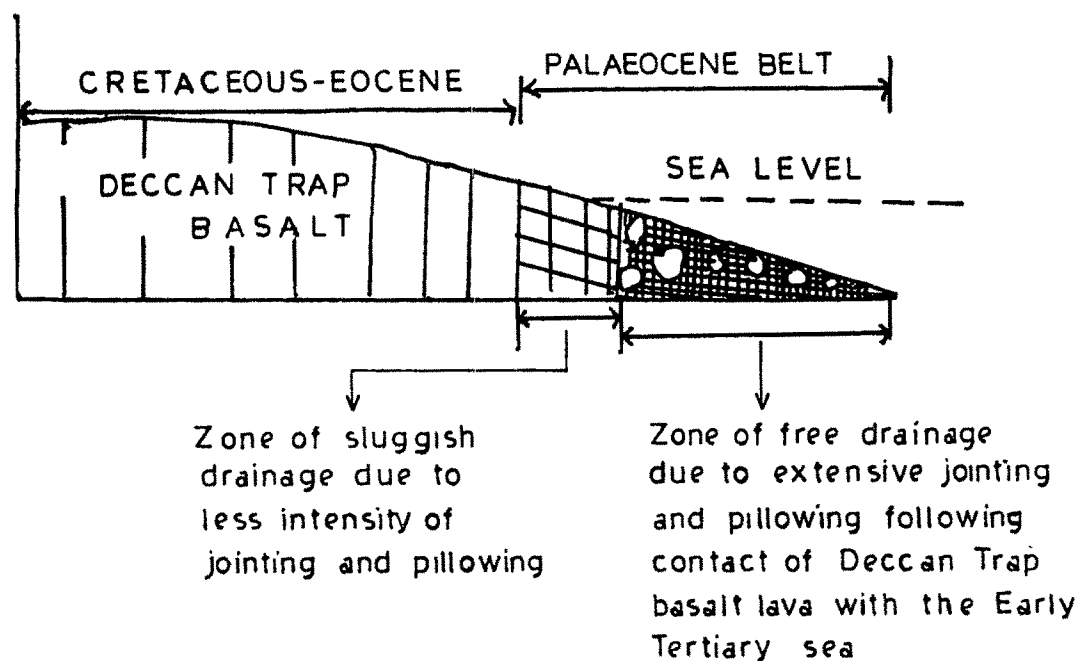 CRETACEOUS-EOCENE
PALAEOCENE BELT
SEA LEVEL
DECCAN TRAP
BASALT
Zone of sluggish
drainage due to
less intensity of
jointing and pillowing
Zone of free drainage
due to extensive jointing
and pillowing following
contact of Deccan Trap
basalt lava with the Early
Tertiary sea